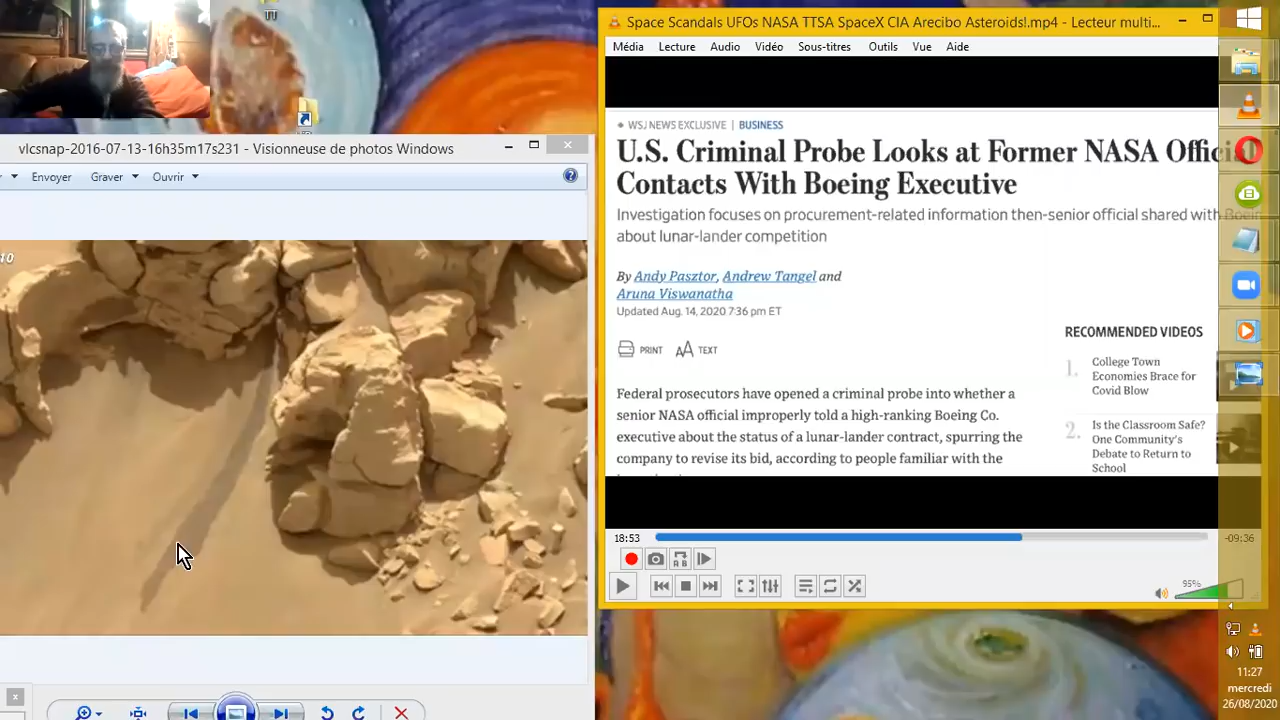 TT
vlcsnap-2016-07-13-16h35m17s231 - Visionneuse de photos Windows
Envoyer Graver Ouvrir
10
Space Scandals UFOs NASA TTSA SpaceX CIA Arecibo Asteroids!.mp4 - Lecteur multi...
Média Lecture Audio Vidéo Sous-titres Outils Vue Aide
WSJ NEWS EXCLUSIVE | BUSINESS
U.S. Criminal Probe Looks at Former NASA Official
Contacts With Boeing Executive
Investigation focuses on procurement-related information then-senior official shared with Boeing
about lunar-lander competition
By Andy Pasztor, Andrew Tangel and
Aruna Viswanatha
Updated Aug. 14, 2020 7:36 pm ET
PRINT AA TEXT
Federal prosecutors have opened a criminal probe into whether a
senior NASA official improperly told a high-ranking Boeing Co.
executive about the status of a lunar-lander contract, spurring the
company to revise its bid, according to people familiar with the
RECOMMENDED VIDEOS
1. College Town
Economies Brace for
Covid Blow
2. Is the Classroom Safe?
One Community's
Debate to Return to
School
18:53 -09:36
95%
11:27
mercredi
26/08/2020